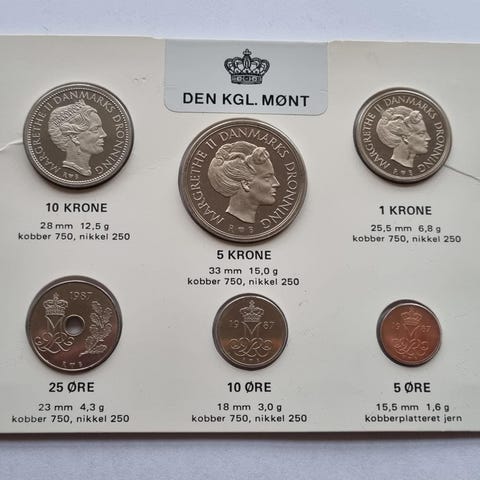 DEN KGL. MØNT
MARGRETHE II DANMARKS DRONNING
10 KRONE
28 mm 12,5 g
kobber 750, nikkel 250
MARGRETHE II DANMARKS DRONNING
R B
5 KRONE
33 mm 15,0 g
kobber 750, nikkel 250
MARGRETHE II DANMARKS DRONNING
1 KRONE
25,5 mm 6,8 g
kobber 750, nikkel 250
1987
25 ØRE
23 mm 4,3 g
kobber 750, nikkel 250
19 87
10 ØRE
18 mm 3,0 g
kobber 750, nikkel 250
19 87
5 ØRE
15,5 mm 1,6 g
kobberplatteret jern